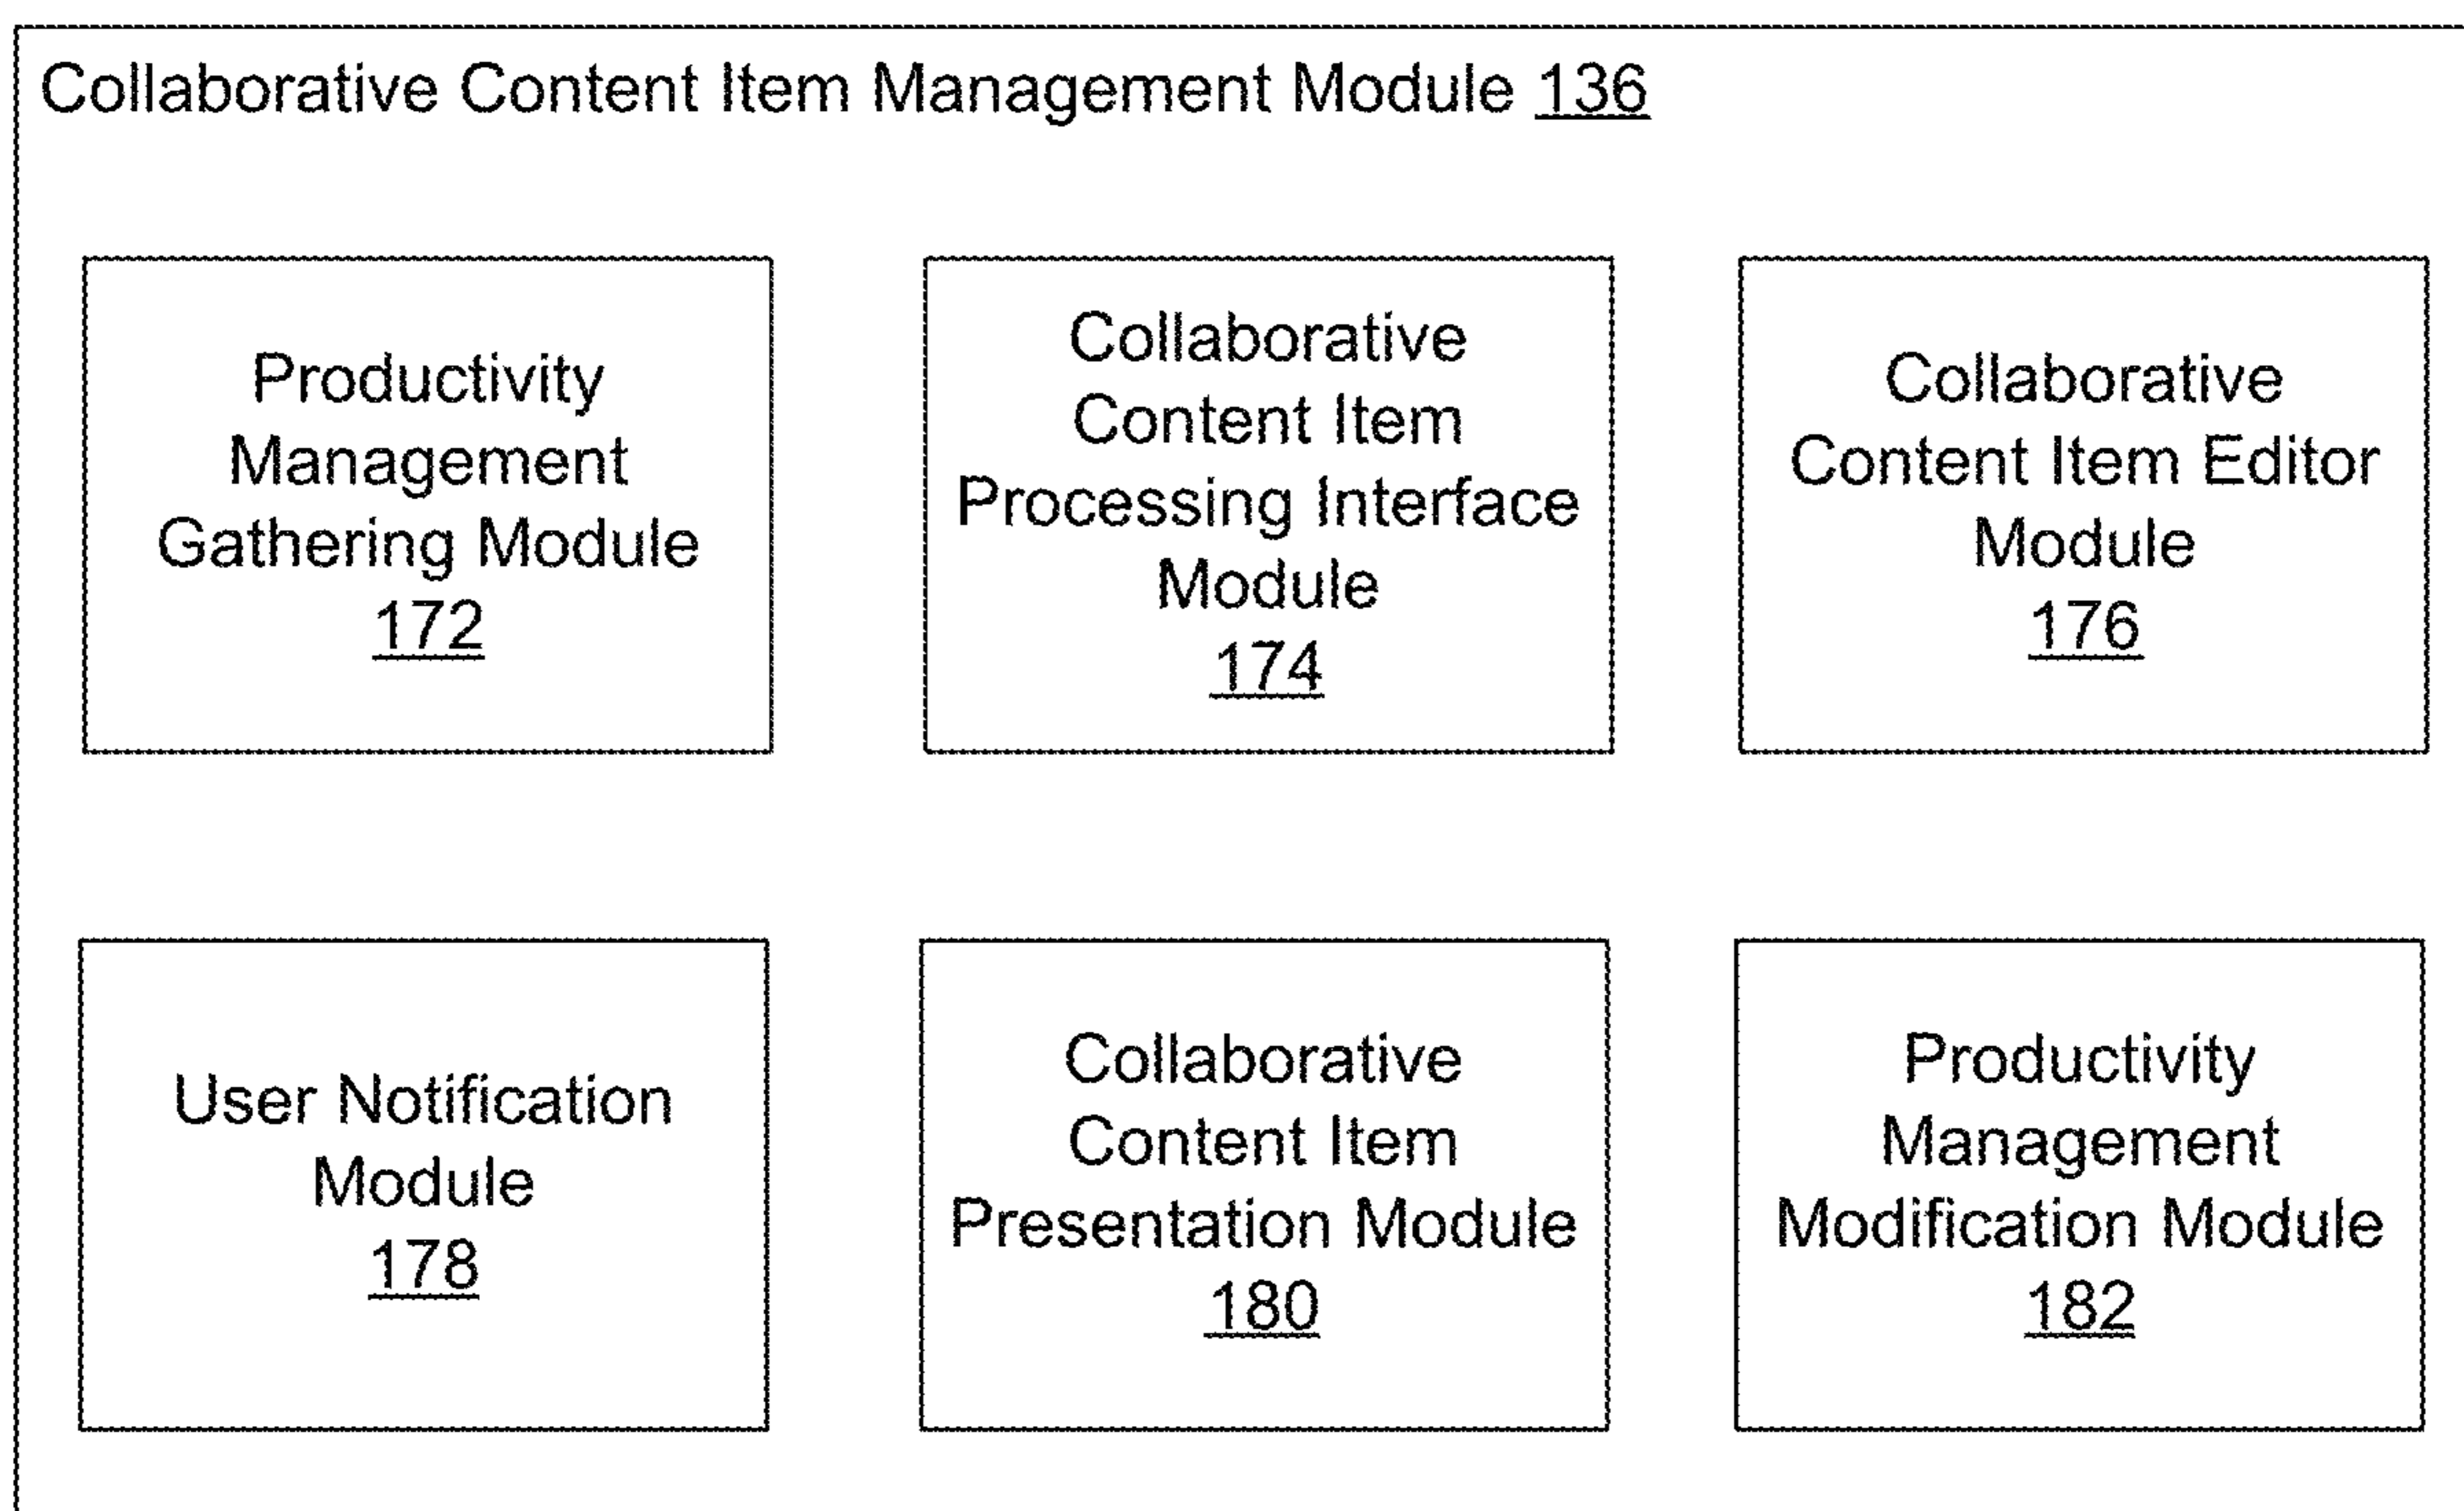 Collaborative Content Item Management Module 136
Productivity
Management
Gathering Module
172
Collaborative
Content Item
Processing Interface
Module
174
Collaborative
Content Item Editor
Module
176
User Notification
Module
178
Collaborative
Content Item
Presentation Module
180
Productivity
Management
Modification Module
182